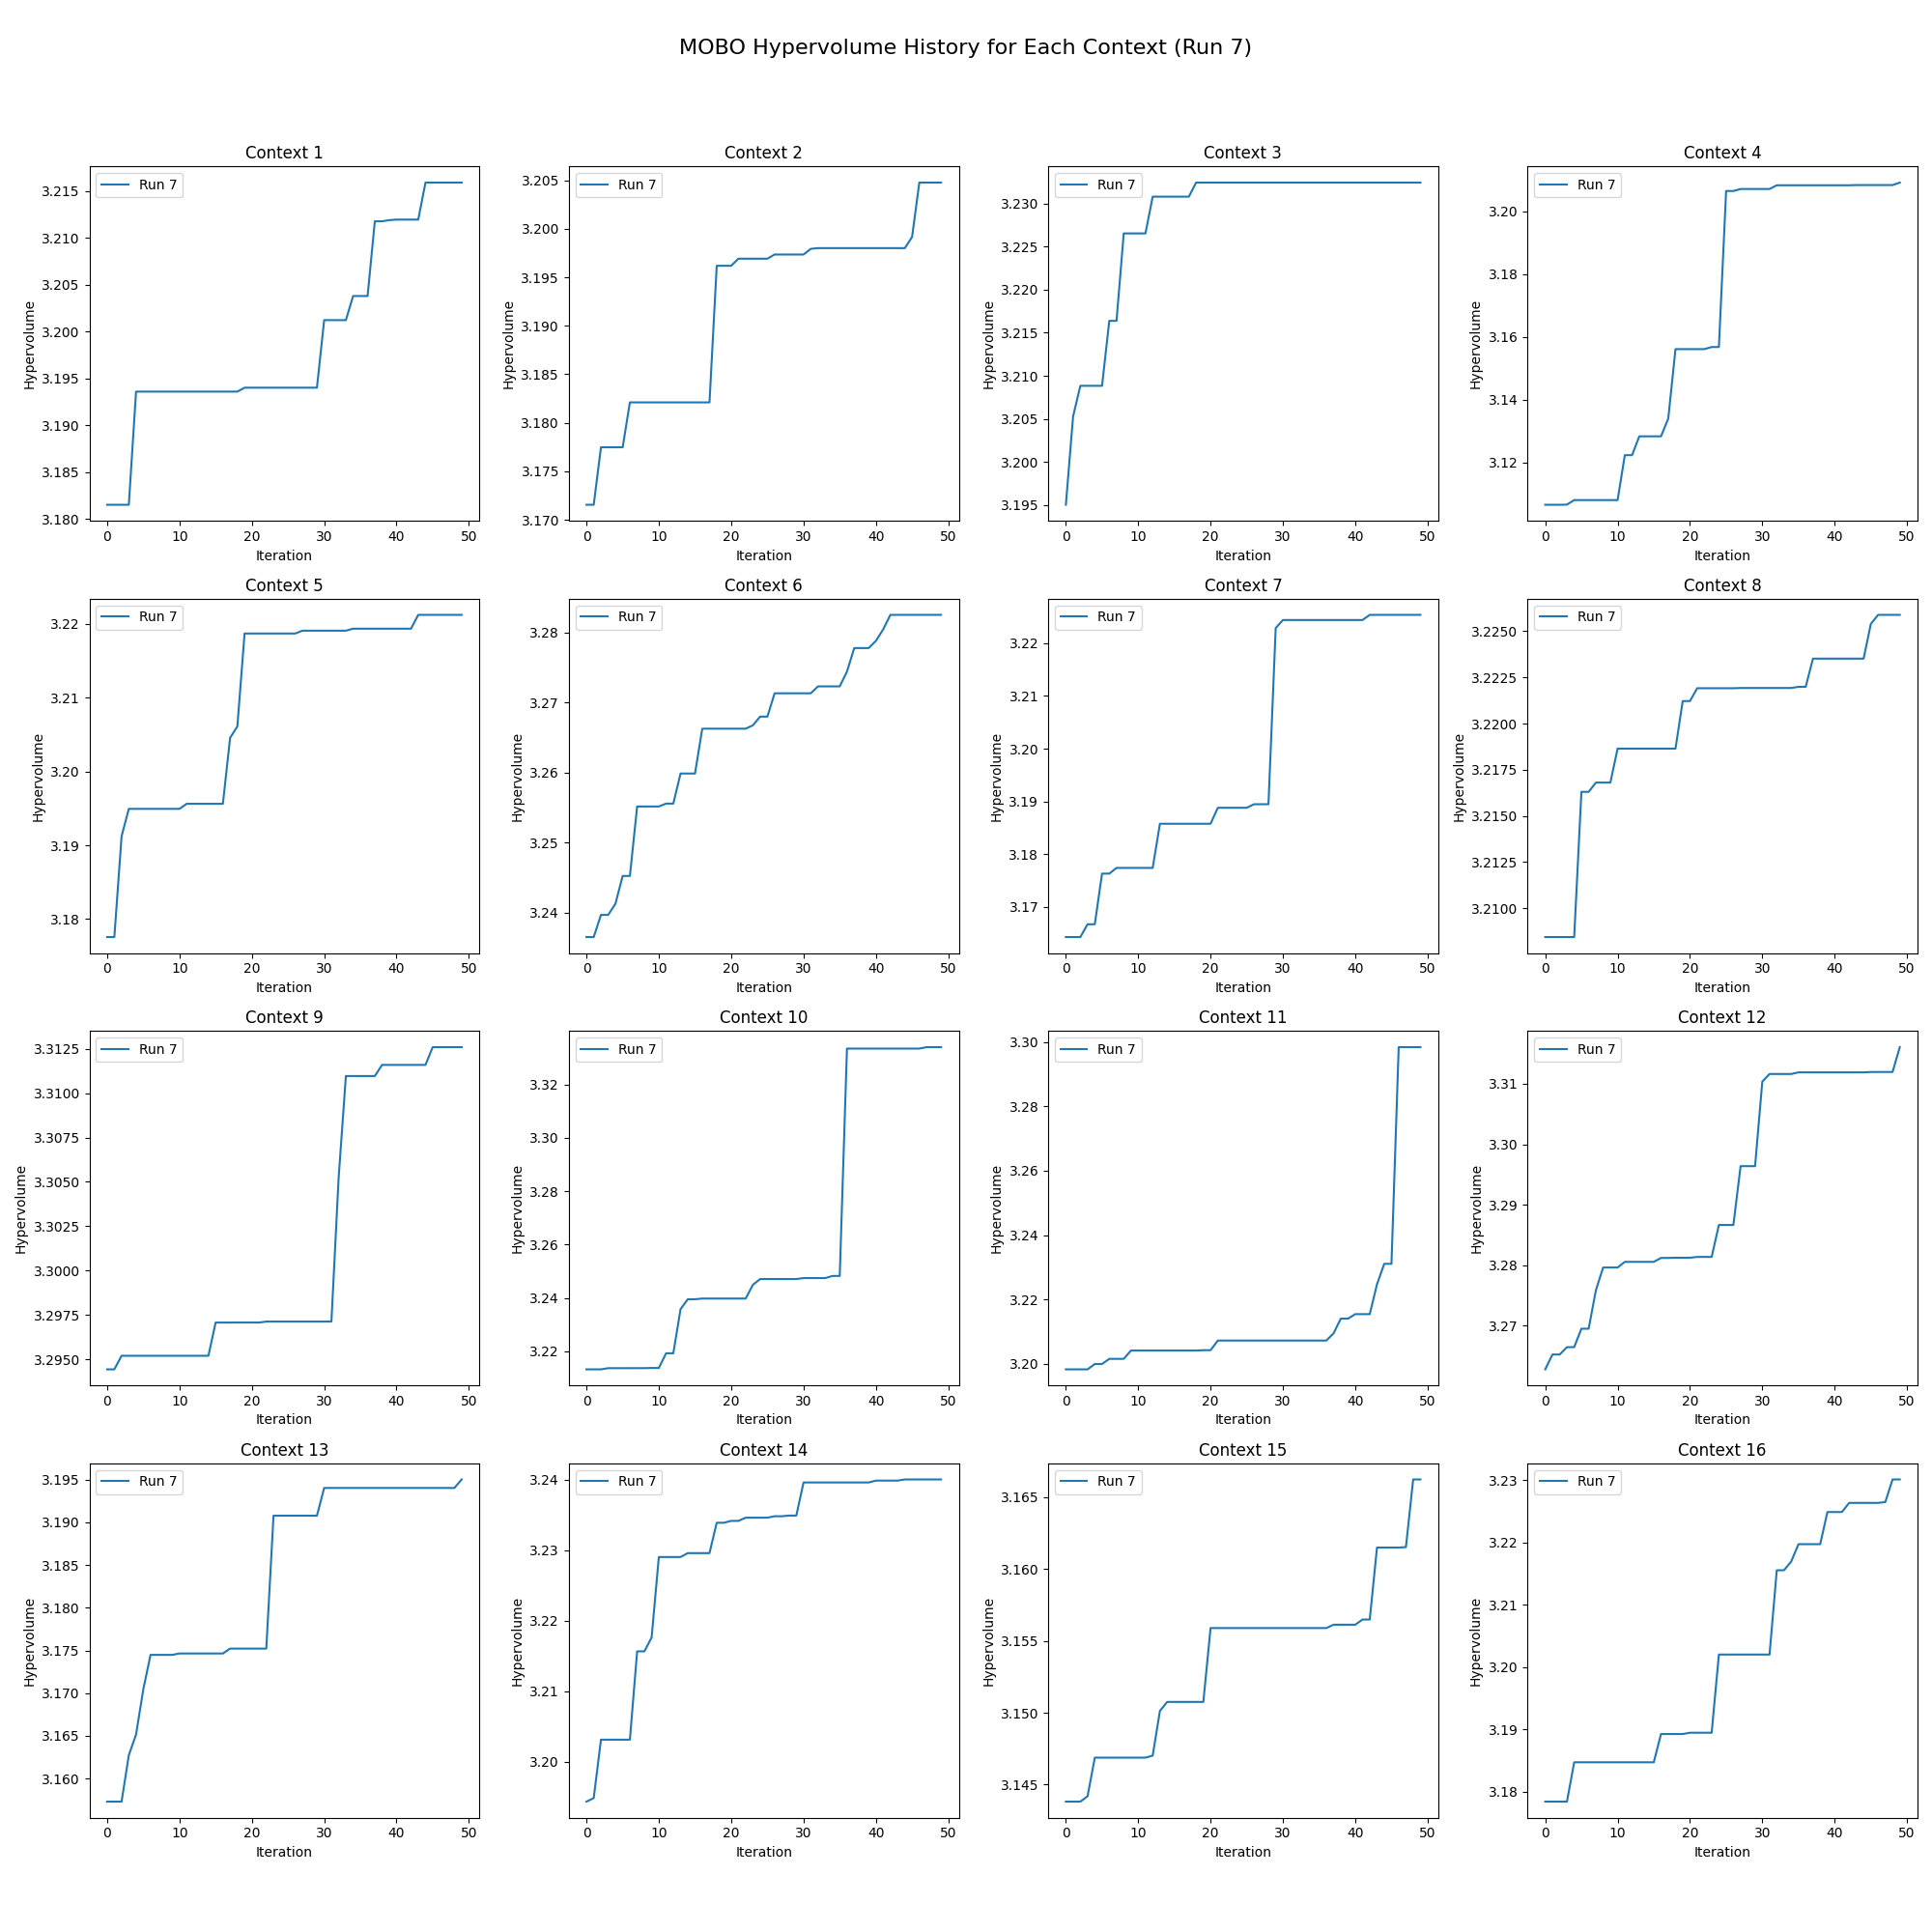 MOBO Hypervolume History for Each Context (Run 7)
Context 1
Run 7
3.215
3.210
3.205
3.200
3.195
3.190
3.185
3.180
Hypervolume
0 10 20 30 40 50
Iteration
Context 2
Run 7
3.205
3.200
3.195
3.190
3.185
3.180
3.175
3.170
Hypervolume
0 10 20 30 40 50
Iteration
Context 3
Run 7
3.230
3.225
3.220
3.215
3.210
3.205
3.200
3.195
Hypervolume
0 10 20 30 40 50
Iteration
Context 4
Run 7
3.20
3.18
3.16
3.14
3.12
Hypervolume
0 10 20 30 40 50
Iteration
Context 5
Run 7
3.22
3.21
3.20
3.19
3.18
Hypervolume
0 10 20 30 40 50
Iteration
Context 6
Run 7
3.28
3.27
3.26
3.25
3.24
Hypervolume
0 10 20 30 40 50
Iteration
Context 7
Run 7
3.22
3.21
3.20
3.19
3.18
3.17
Hypervolume
0 10 20 30 40 50
Iteration
Context 8
Run 7
3.2250
3.2225
3.2200
3.2175
3.2150
3.2125
3.2100
Hypervolume
0 10 20 30 40 50
Iteration
Context 9
Run 7
3.3125
3.3100
3.3075
3.3050
3.3025
3.3000
3.2975
3.2950
Hypervolume
0 10 20 30 40 50
Iteration
Context 10
Run 7
3.32
3.30
3.28
3.26
3.24
3.22
Hypervolume
0 10 20 30 40 50
Iteration
Context 11
Run 7
3.30
3.28
3.26
3.24
3.22
3.20
Hypervolume
0 10 20 30 40 50
Iteration
Context 12
Run 7
3.31
3.30
3.29
3.28
3.27
Hypervolume
0 10 20 30 40 50
Iteration
Context 13
Run 7
3.195
3.190
3.185
3.180
3.175
3.170
3.165
3.160
Hypervolume
0 10 20 30 40 50
Iteration
Context 14
Run 7
3.24
3.23
3.22
3.21
3.20
Hypervolume
0 10 20 30 40 50
Iteration
Context 15
Run 7
3.165
3.160
3.155
3.150
3.145
Hypervolume
0 10 20 30 40 50
Iteration
Context 16
Run 7
3.23
3.22
3.21
3.20
3.19
3.18
Hypervolume
0 10 20 30 40 50
Iteration